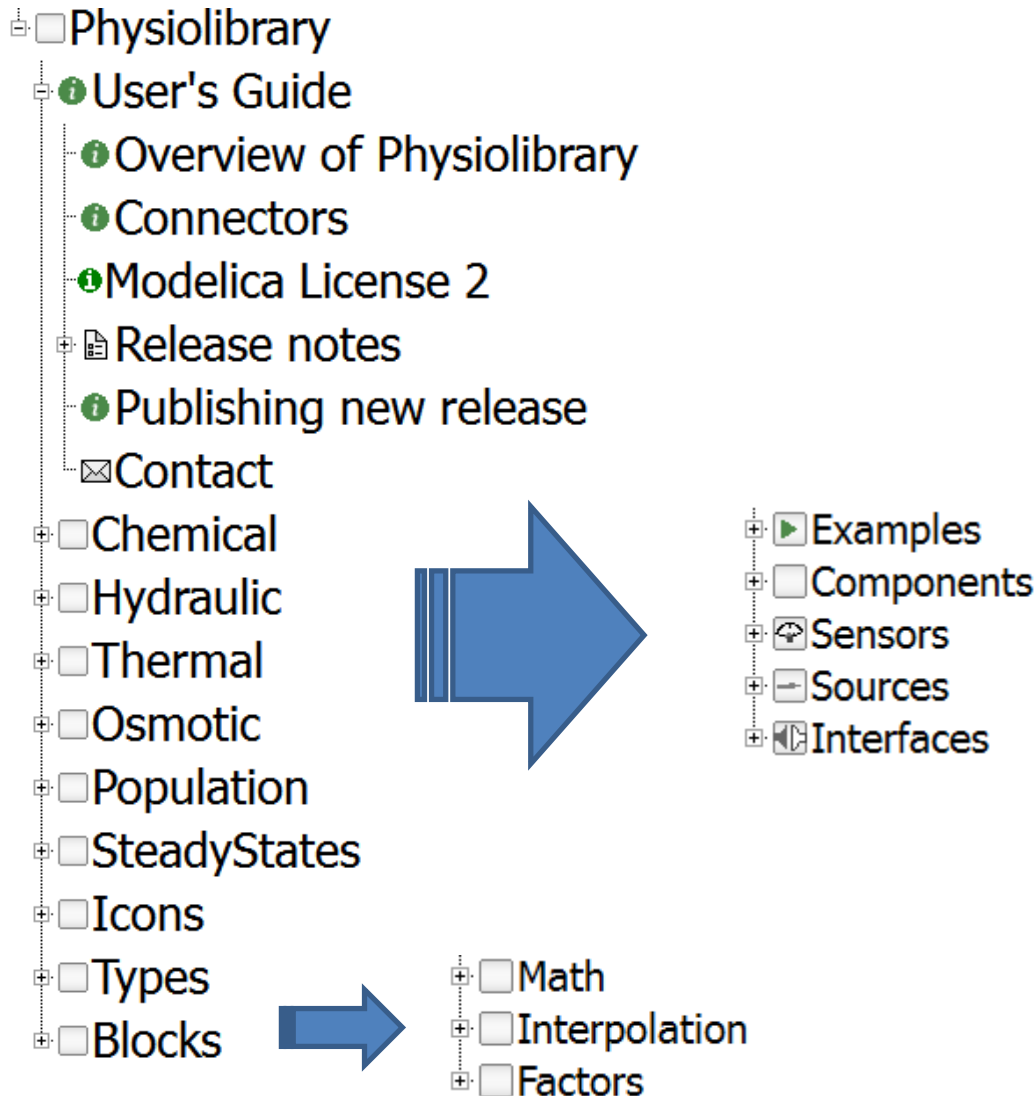 Physiolibrary
User's Guide
Overview of Physiolibrary
Connectors
Modelica License 2
Release notes
Publishing new release
Contact
Chemical
Hydraulic
Thermal
Osmotic
Population
SteadyStates
Icons
Types
Blocks
Examples
Components
Sensors
Sources
Interfaces
Math
Interpolation
Factors